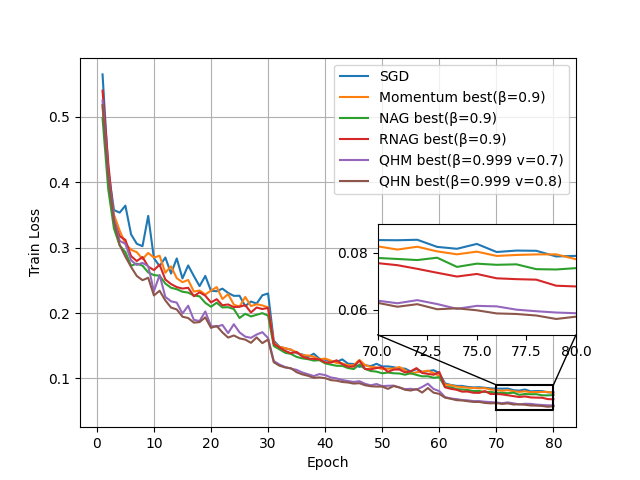 SGD
Momentum best(β=0.9)
NAG best(β=0.9)
RNAG best(β=0.9)
QHM best(β=0.999 v=0.7)
QHN best(β=0.999 v=0.8)
0.5
0.4
0.3
0.2
0.1
Train Loss
0.08
0.06
70.0 72.5 75.0 77.5 80.0
0 10 20 30 40 50 60 70 80
Epoch